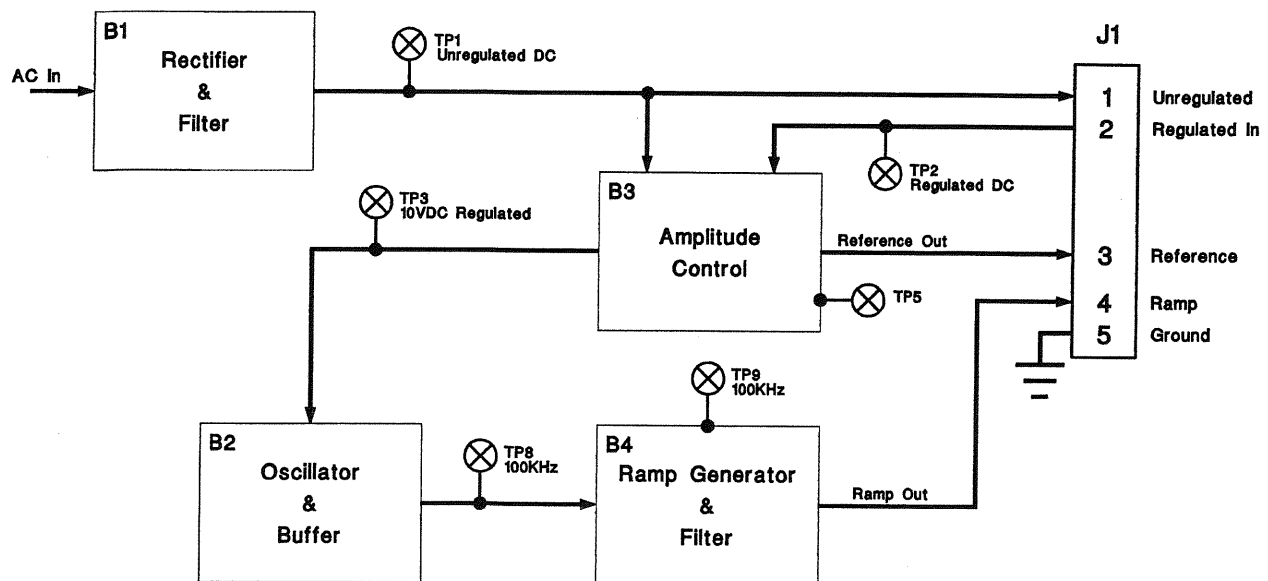 B1
Rectifier
&
Filter
AC In
TP1
Unregulated DC
J1
1 Unregulated
2 Regulated In
TP2
Regulated DC
B3
Amplitude
Control
TP3
10VDC Regulated
Reference Out
3 Reference
TP5
4 Ramp
5 Ground
TP9
100KHz
B2
Oscillator
&
Buffer
TP8
100KHz
B4
Ramp Generator
&
Filter
Ramp Out